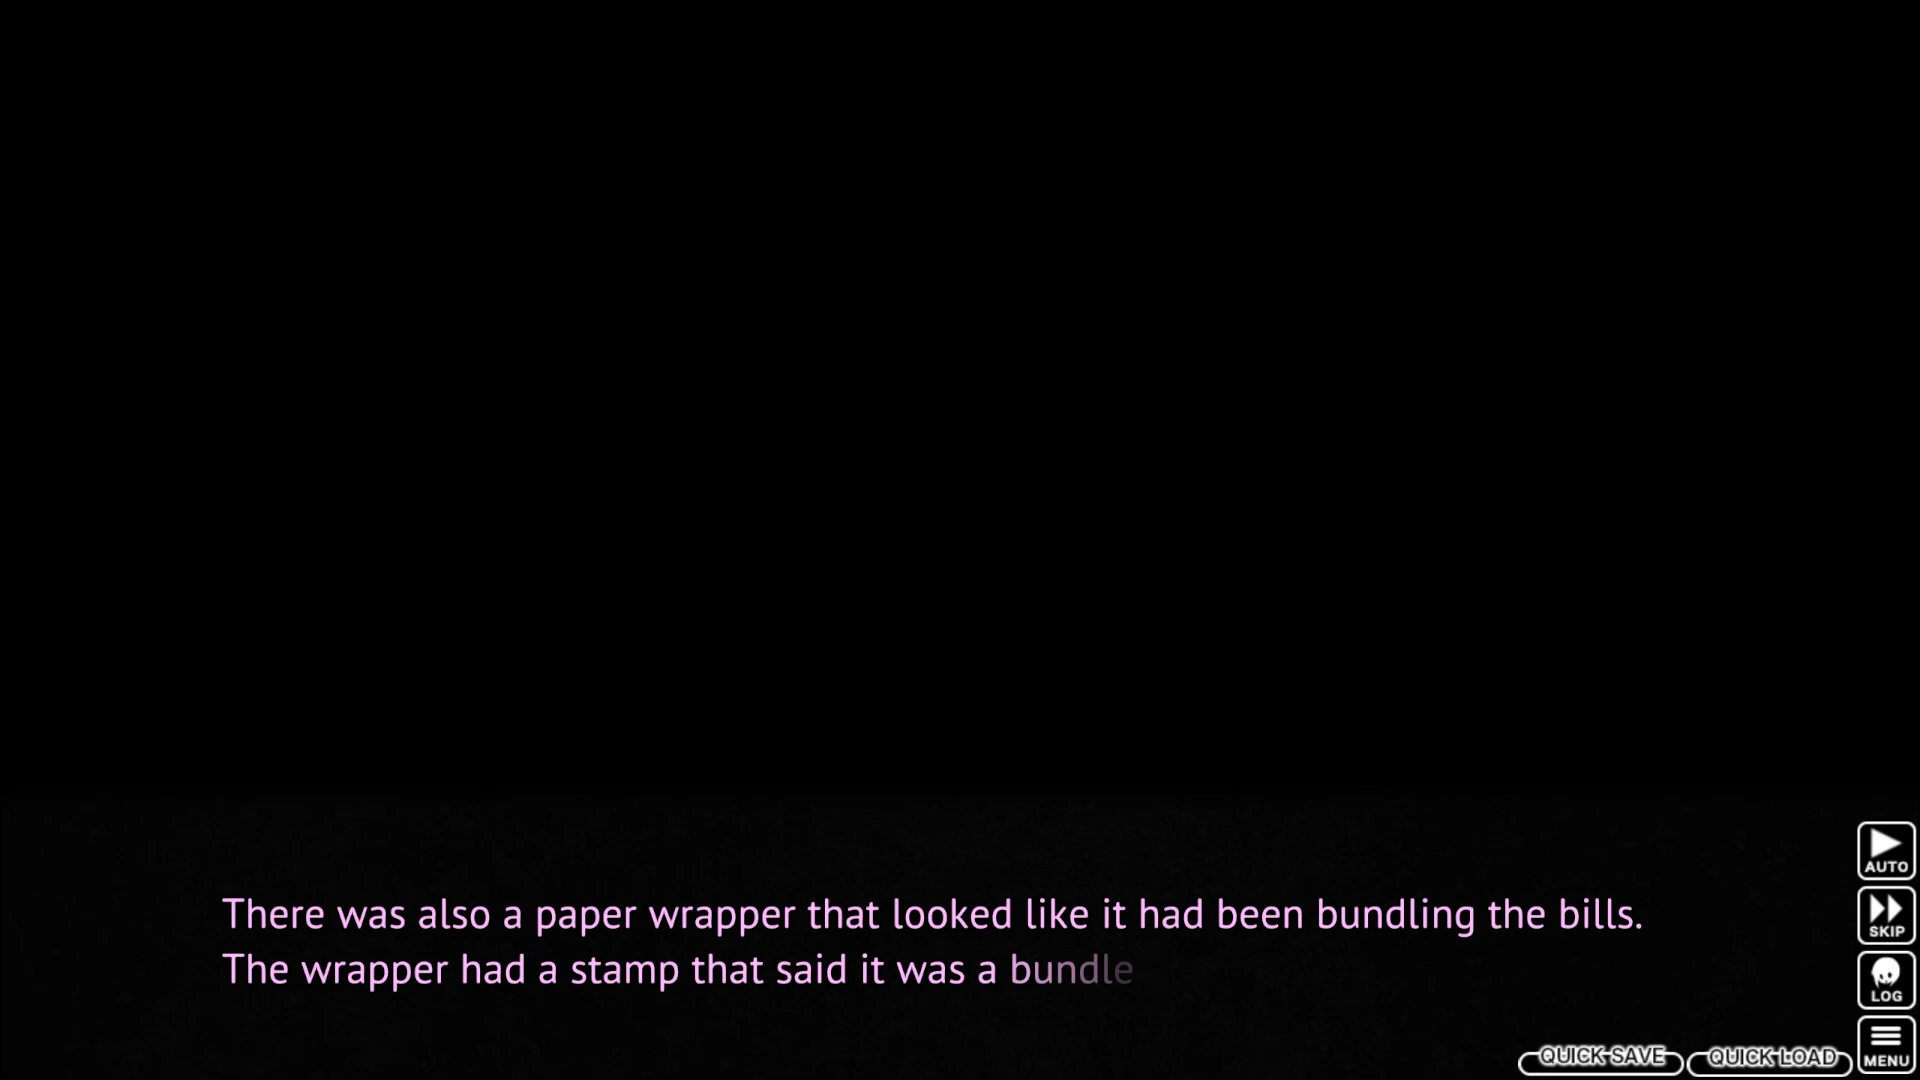 There was also a paper wrapper that looked like it had been bundling the bills.
The wrapper had a stamp that said it was a bundle
AUTO
SKIP
LOG
MENU
QUICK SAVE
QUICK LOAD